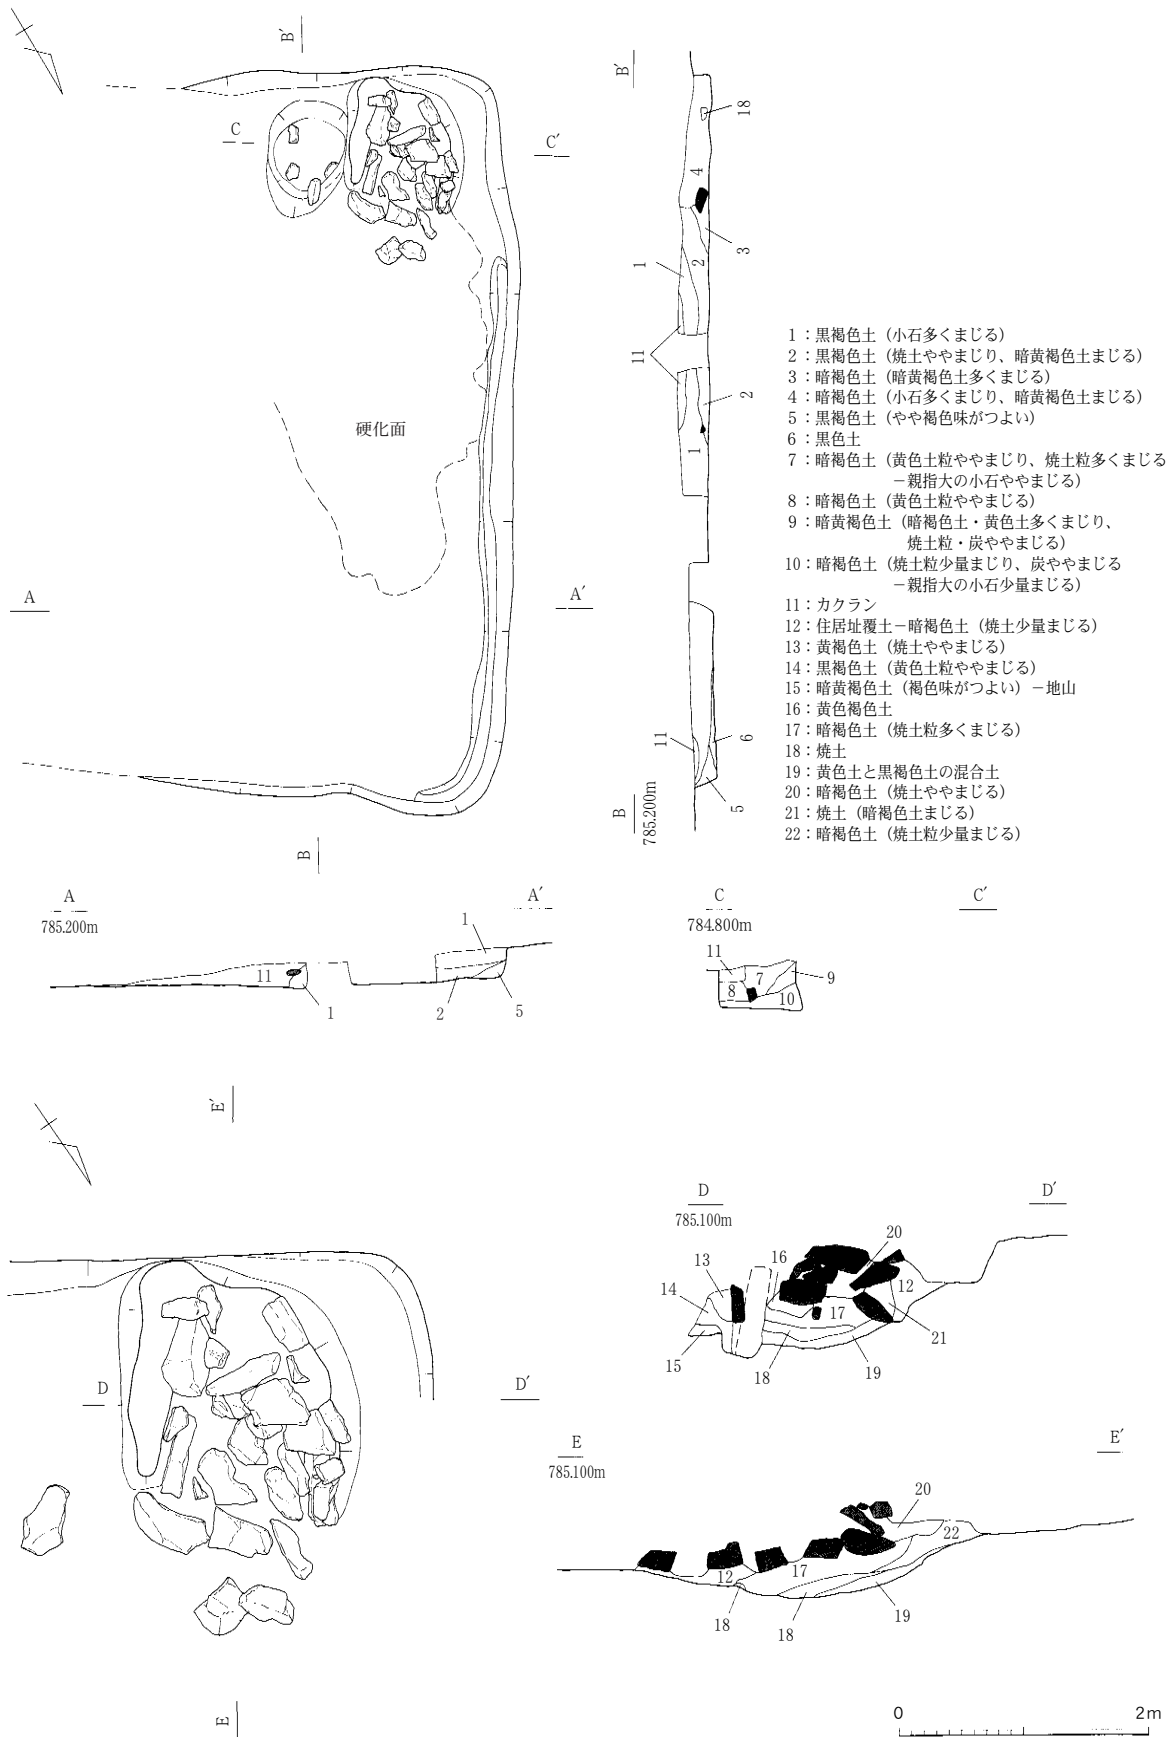 B′
C
C′
硬化面
A
A′
B
B′
18
4
3
1
2
11
2
1
11
6
5
B
785.200m
1：黒褐色土（小石多くまじる）
2：黒褐色土（焼土ややまじり、暗黄褐色土まじる）
3：暗褐色土（暗黄褐色土多くまじる）
4：暗褐色土（小石多くまじり、暗黄褐色土まじる）
5：黒褐色土（やや褐色味がつよい）
6：黒色土
7：暗褐色土（黄色土粒ややまじり、焼土粒多くまじる
－親指大の小石ややまじる）
8：暗褐色土（黄色土粒ややまじる）
9：暗黄褐色土（暗褐色土・黄色土多くまじり、
焼土粒・炭ややまじる）
10：暗褐色土（焼土粒少量まじり、炭ややまじる
－親指大の小石少量まじる）
11：カクラン
12：住居址覆土－暗褐色土（焼土少量まじる）
13：黄褐色土（焼土ややまじる）
14：黒褐色土（黄色土粒ややまじる）
15：暗黄褐色土（褐色味がつよい）－地山
16：黄色褐色土
17：暗褐色土（焼土粒多くまじる）
18：焼土
19：黄色土と黒褐色土の混合土
20：暗褐色土（焼土ややまじる）
21：焼土（暗褐色土まじる）
22：暗褐色土（焼土粒少量まじる）
A
A′
785.200m
1
11
1
2
5
C
C′
784.800m
11
7
9
8
10
E′
D
D′
E
D
D′
785.100m
20
16
13
12
14
17
21
15
18
19
E
E′
785.100m
20
22
17
12
18
19
18
0
2m